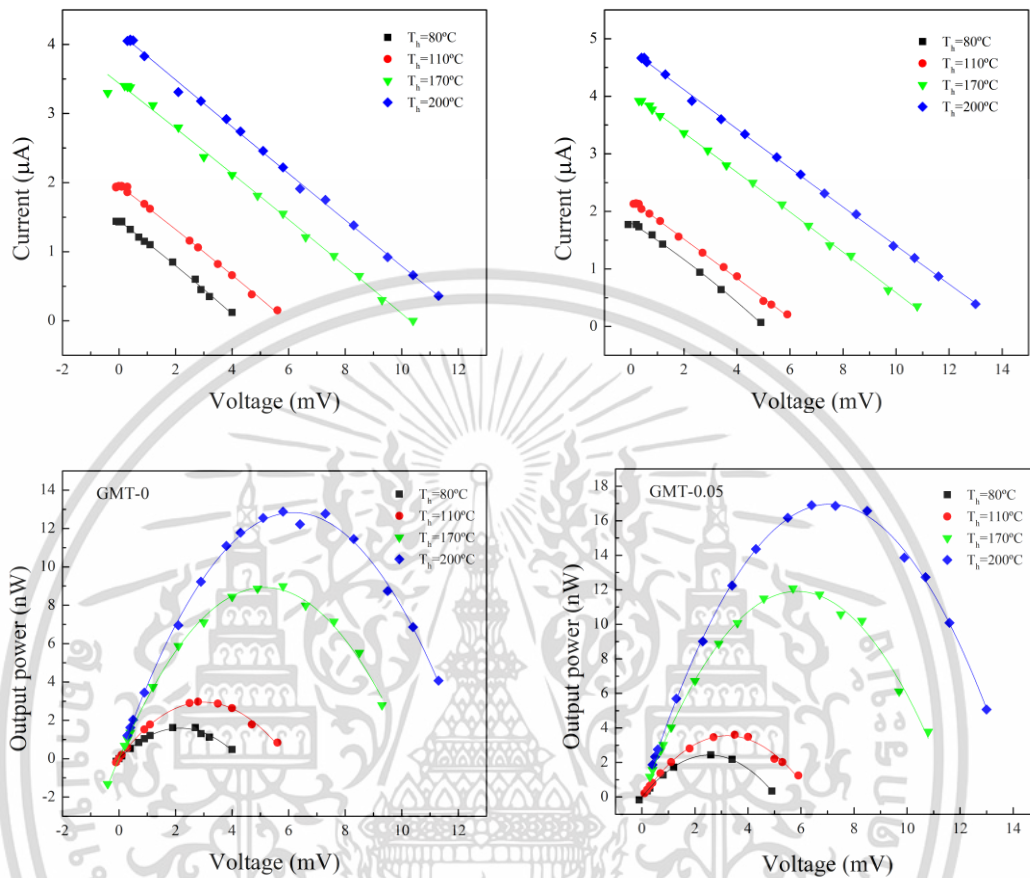 4
3
2
1
0
-2
0
2
4
6
8
10
12
Current (μA)
Voltage (mV)
T_h=80ºC
T_h=110ºC
T_h=170ºC
T_h=200ºC
5
4
3
2
1
0
0
2
4
6
8
10
12
14
Current (μA)
Voltage (mV)
T_h=80ºC
T_h=110ºC
T_h=170ºC
T_h=200ºC
14
12
10
8
6
4
2
0
-2
-2
0
2
4
6
8
10
12
Output power (nW)
Voltage (mV)
GMT-0
T_h=80ºC
T_h=110ºC
T_h=170ºC
T_h=200ºC
18
16
14
12
10
8
6
4
2
0
0
2
4
6
8
10
12
14
Output power (nW)
Voltage (mV)
GMT-0.05
T_h=80ºC
T_h=110ºC
T_h=170ºC
T_h=200ºC